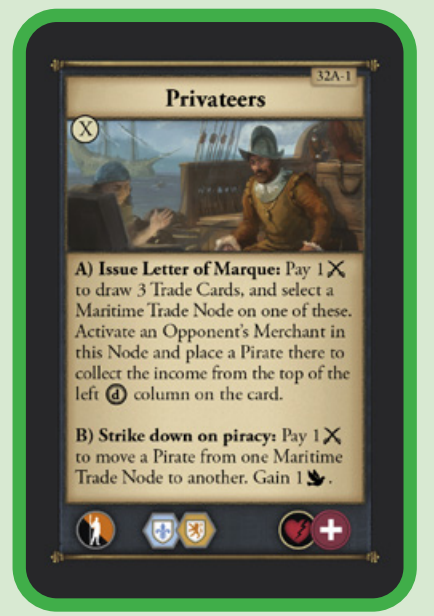 32A-1
Privateers
X
A) Issue Letter of Marque: Pay 1
to draw 3 Trade Cards, and select a
Maritime Trade Node on one of these.
Activate an Opponent's Merchant in
this Node and place a Pirate there to
collect the income from the top of the
left d column on the card.
B) Strike down on piracy: Pay 1
to move a Pirate from one Maritime
Trade Node to another. Gain 1 .